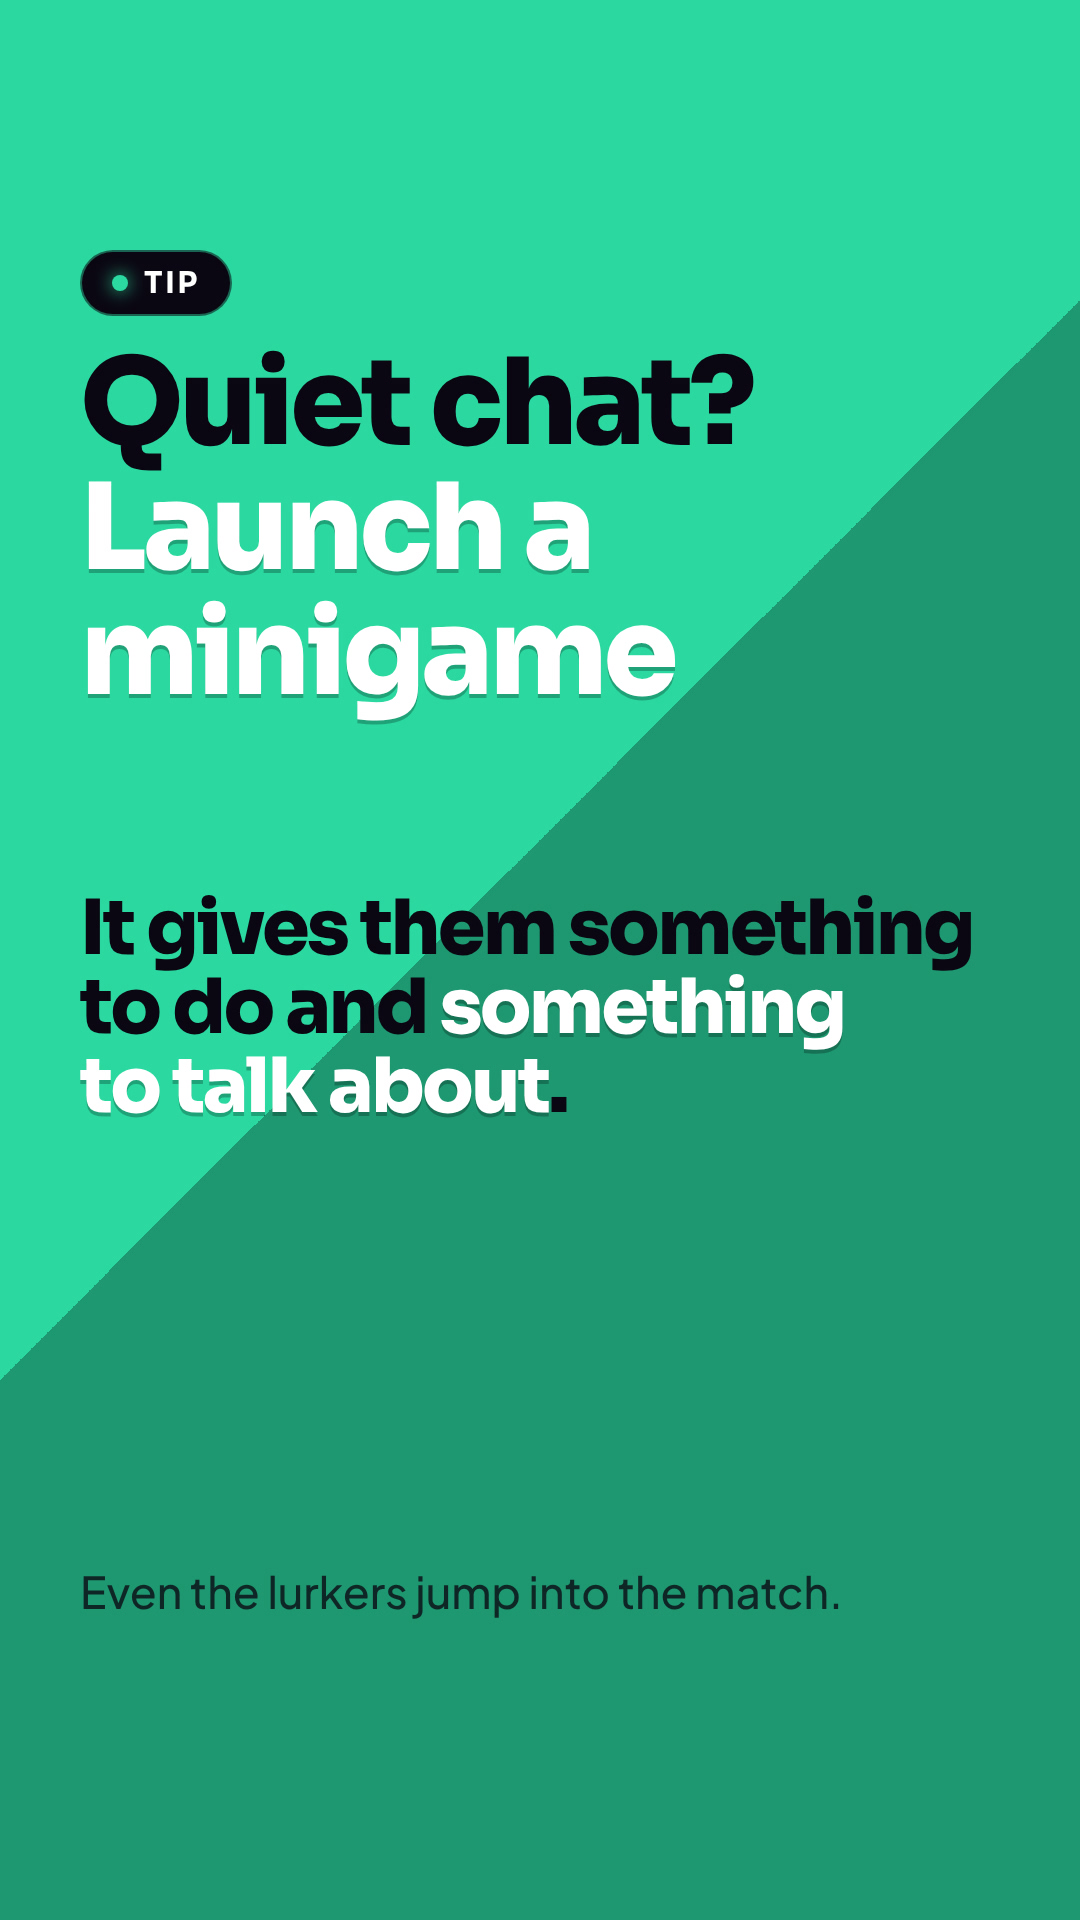 TIP
Quiet chat?
Launch a
minigame
It gives them something
to do and something
to talk about.
Even the lurkers jump into the match.